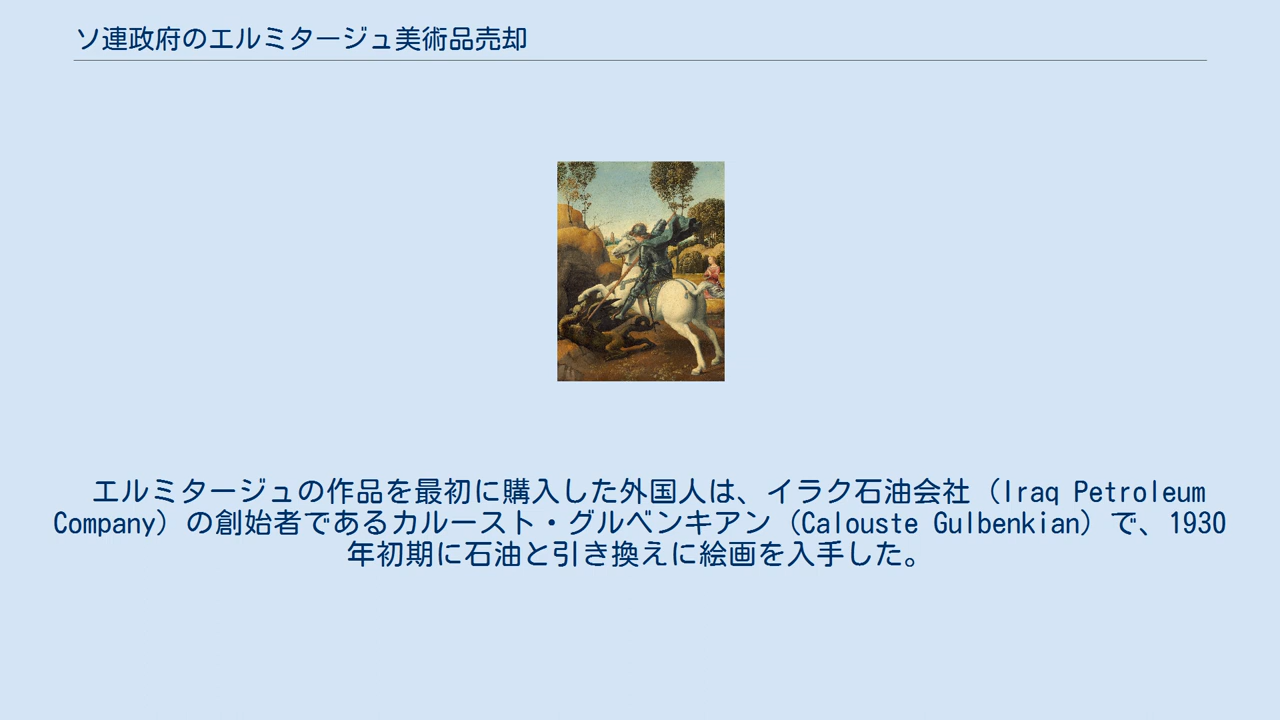 ソ連政府のエルミタージュ美術品売却
エルミタージュの作品を最初に購入した外国人は、イラク石油会社（Iraq Petroleum
Company）の創始者であるカルースト・グルベンキアン（Calouste Gulbenkian）で、1930
年初期に石油と引き換えに絵画を入手した。